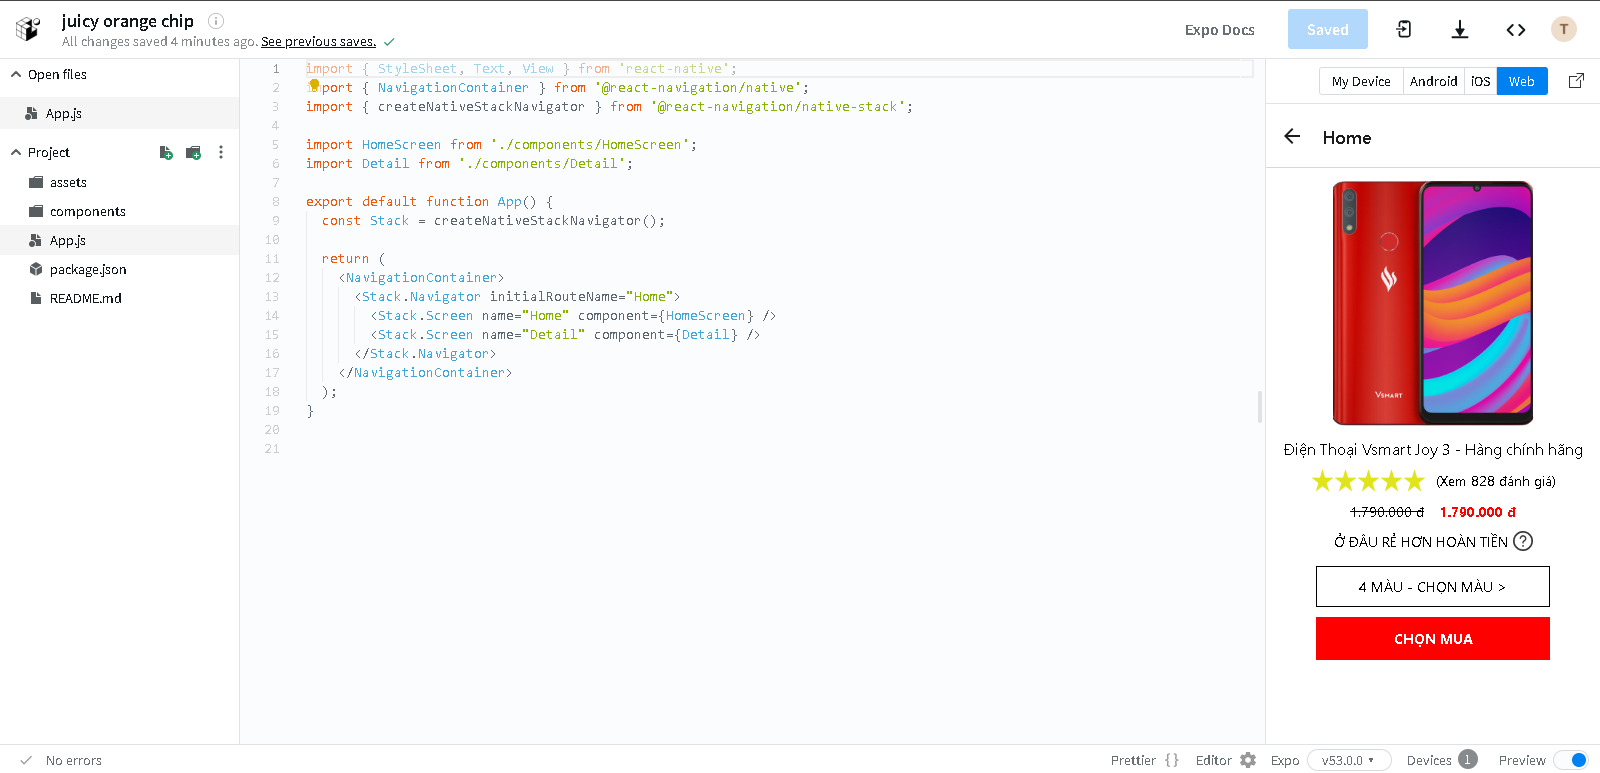 juicy orange chip
All changes saved 4 minutes ago. See previous saves.
Expo Docs
Saved
T
Open files
App.js
Project
assets
components
App.js
package.json
README.md
1 import { StyleSheet, Text, View } from 'react-native';
2 import { NavigationContainer } from '@react-navigation/native';
3 import { createNativeStackNavigator } from '@react-navigation/native-stack';
4
5 import HomeScreen from './components/HomeScreen';
6 import Detail from './components/Detail';
7
8 export default function App() {
9 const Stack = createNativeStackNavigator();
10
11 return (
12 <NavigationContainer>
13 <Stack.Navigator initialRouteName="Home">
14 <Stack.Screen name="Home" component={HomeScreen} />
15 <Stack.Screen name="Detail" component={Detail} />
16 </Stack.Navigator>
17 </NavigationContainer>
18 );
19 }
20
21
My Device Android iOS Web
Home
VSMART
Điện Thoại Vsmart Joy 3 - Hàng chính hãng
(Xem 828 đánh giá)
1.790.000 đ 1.790.000 đ
Ở ĐÂU RẺ HƠN HOÀN TIỀN ?
4 MÀU - CHỌN MÀU >
CHỌN MUA
No errors
Prettier {} Editor Expo v53.0.0 Devices 1 Preview